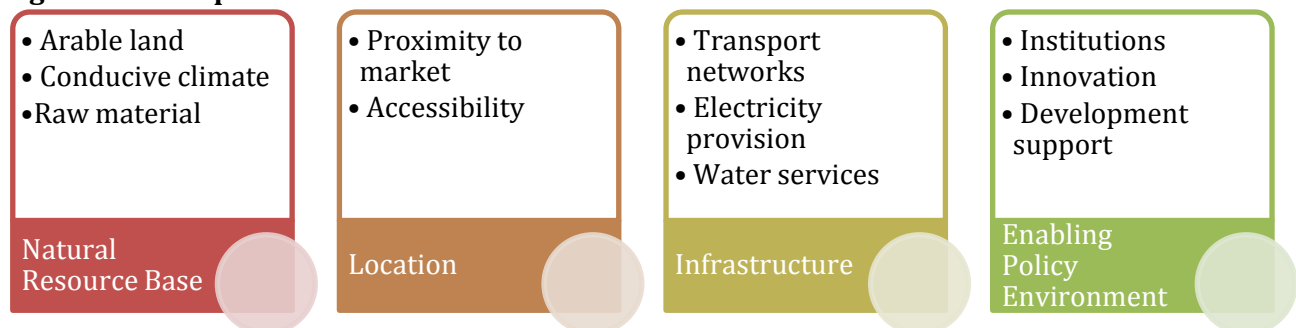 • Arable land
• Conducive climate
•Raw material
Natural
Resource Base
• Proximity to
market
• Accessibility
Location
• Transport
networks
• Electricity
provision
• Water services
Infrastructure
• Institutions
• Innovation
• Development
support
Enabling
Policy
Environment